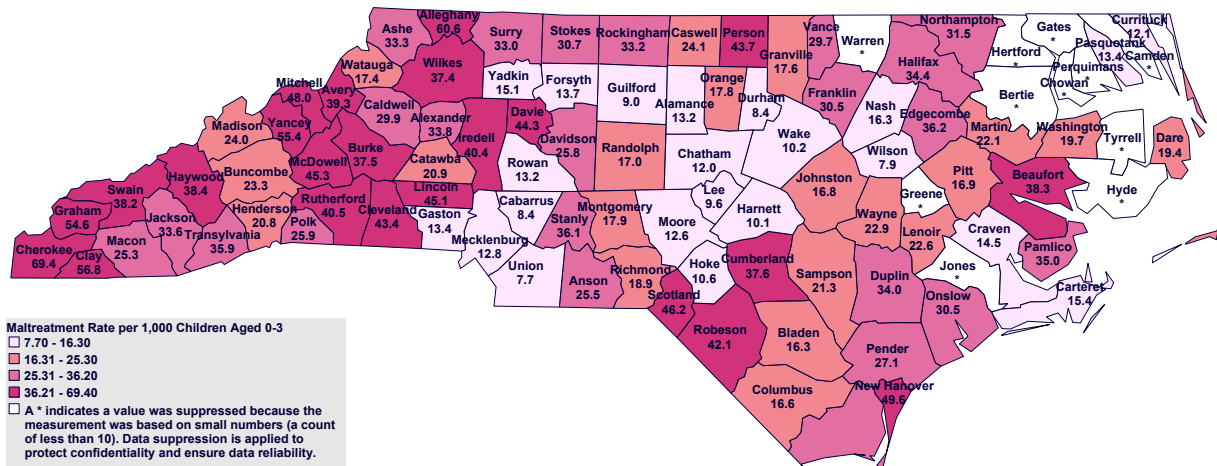 Alleghany
60.6
Ashe
33.3
Surry
33.0
Stokes
30.7
Rockingham
33.2
Caswell
24.1
Person
43.7
Vance
29.7
Granville
17.6
Warren
*
Northampton
31.5
Gates
*
Currituck
12.1
Pasquotank
13.4
Camden
*
Hertford
*
Perquimans
*
Chowan
*
Halifax
34.4
Bertie
*
Watauga
17.4
Wilkes
37.4
Yadkin
15.1
Forsyth
13.7
Guilford
9.0
Alamance
13.2
Orange
17.8
Durham
8.4
Franklin
30.5
Nash
16.3
Edgecombe
36.2
Martin
22.1
Washington
19.7
Tyrrell
*
Dare
19.4
Mitchell
48.0
Avery
39.3
Caldwell
29.9
Alexander
33.8
Iredell
40.4
Davie
44.3
Davidson
25.8
Randolph
17.0
Chatham
12.0
Wake
10.2
Wilson
7.9
Pitt
16.9
Beaufort
38.3
Hyde
*
Madison
24.0
Yancey
55.4
McDowell
45.3
Burke
37.5
Catawba
20.9
Rowan
13.2
Lee
9.6
Johnston
16.8
Greene
*
Buncombe
23.3
Haywood
38.4
Swain
38.2
Graham
54.6
Jackson
33.6
Cherokee
69.4
Clay
56.8
Macon
25.3
Transylvania
35.9
Henderson
20.8
Polk
25.9
Rutherford
40.5
Cleveland
43.4
Lincoln
45.1
Gaston
13.4
Mecklenburg
12.8
Cabarrus
8.4
Stanly
36.1
Montgomery
17.9
Moore
12.6
Harnett
10.1
Wayne
22.9
Lenoir
22.6
Craven
14.5
Pamlico
35.0
Union
7.7
Anson
25.5
Richmond
18.9
Scotland
46.2
Hoke
10.6
Cumberland
37.6
Sampson
21.3
Duplin
34.0
Jones
*
Onslow
30.5
Carteret
15.4
Robeson
42.1
Bladen
16.3
Pender
27.1
Columbus
16.6
New Hanover
49.6
Maltreatment Rate per 1,000 Children Aged 0-3
7.70 - 16.30
16.31 - 25.30
25.31 - 36.20
36.21 - 69.40
A * indicates a value was suppressed because the
measurement was based on small numbers (a count
of less than 10). Data suppression is applied to
protect confidentiality and ensure data reliability.